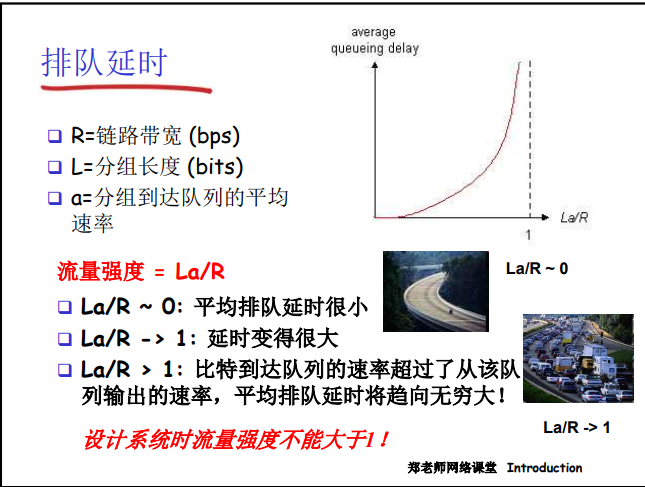 排队延时
average
queueing delay
R=链路带宽 (bps)
L=分组长度 (bits)
a=分组到达队列的平均
速率
La/R
1
流量强度 = La/R
La/R ~ 0
La/R ~ 0: 平均排队延时很小
La/R -> 1: 延时变得很大
La/R > 1: 比特到达队列的速率超过了从该队
列输出的速率，平均排队延时将趋向无穷大！
La/R -> 1
设计系统时流量强度不能大于1！
郑老师网络课堂 Introduction